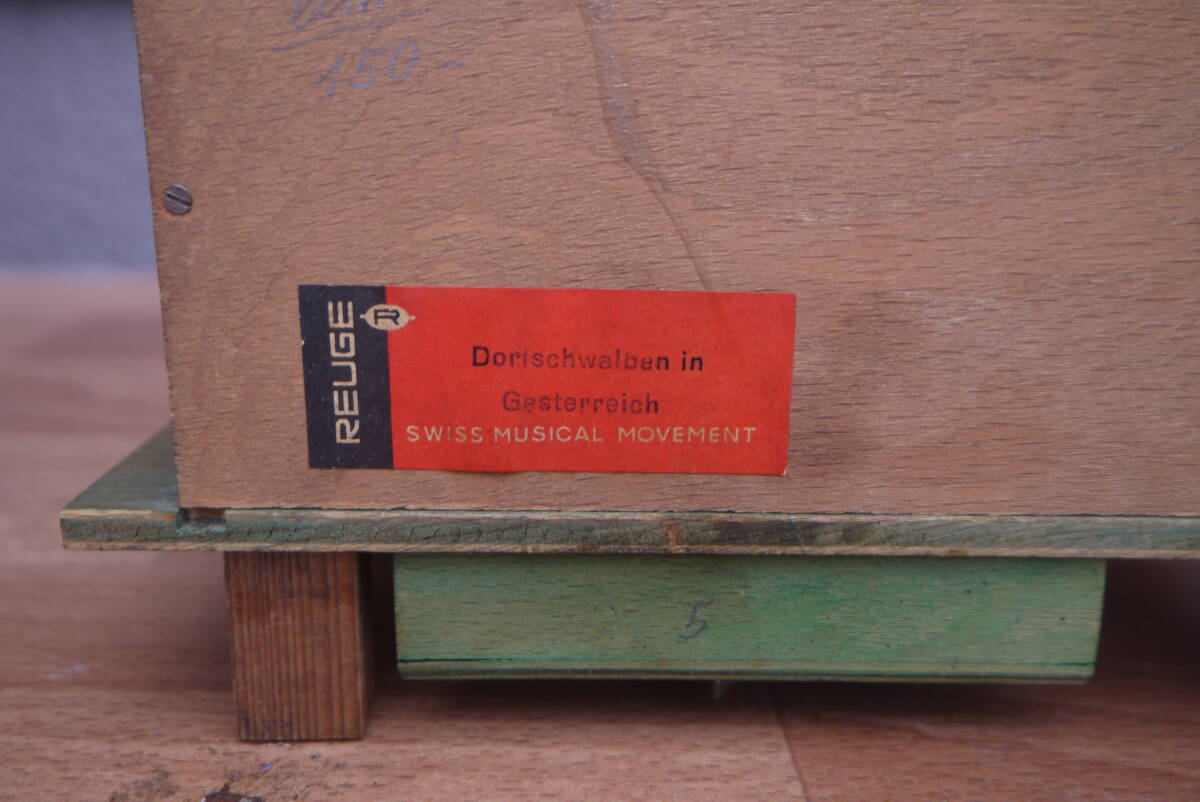 150-
REUGE
R
Dorfschwalben in
Oesterreich
SWISS MUSICAL MOVEMENT
5